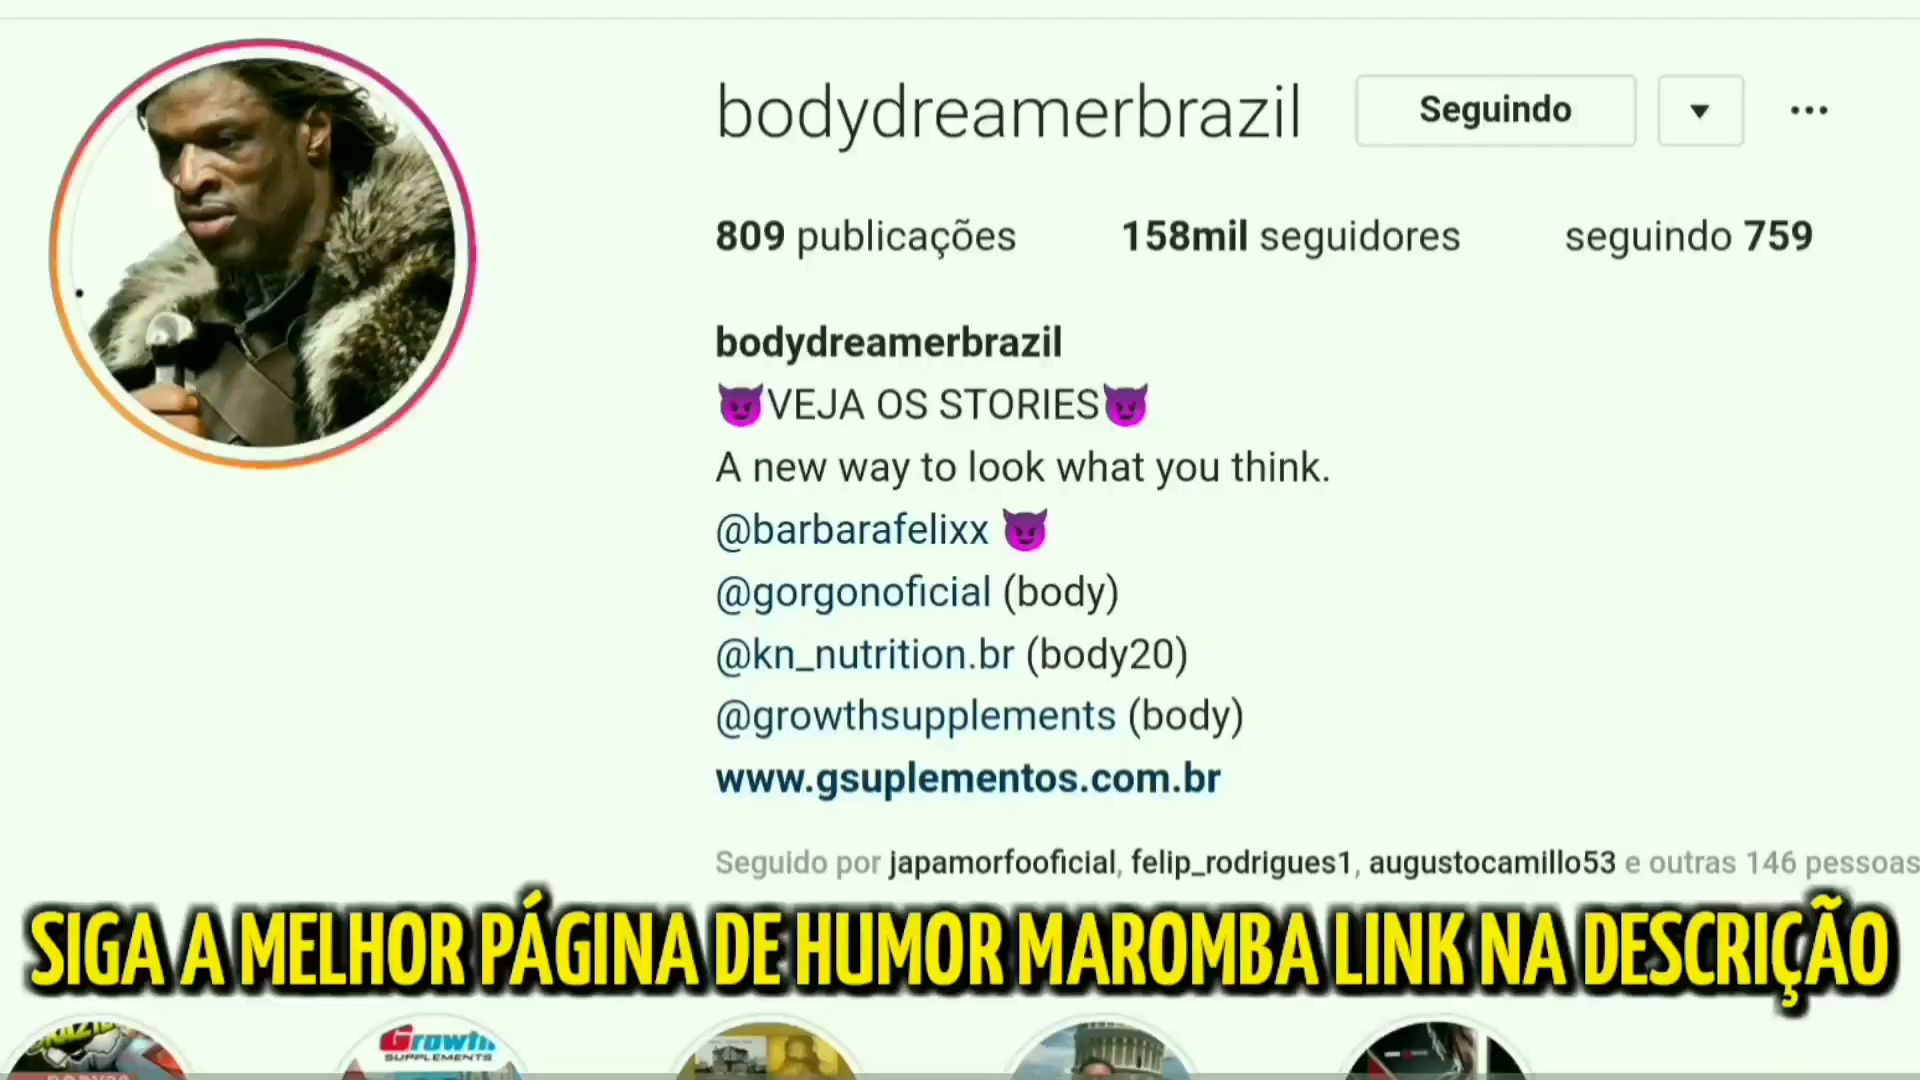 bodydreamerbrazil Seguindo
809 publicações 158mil seguidores seguindo 759
bodydreamerbrazil
😈VEJA OS STORIES😈
A new way to look what you think.
@barbarafelixx 😈
@gorgonoficial (body)
@kn_nutrition.br (body20)
@growthsupplements (body)
www.gsuplementos.com.br
Seguido por japamorfooficial, felip_rodrigues1, augustocamillo53 e outras 146 pessoas
SIGA A MELHOR PÁGINA DE HUMOR MAROMBA LINK NA DESCRIÇÃO
Growth
SUPPLEMENTS